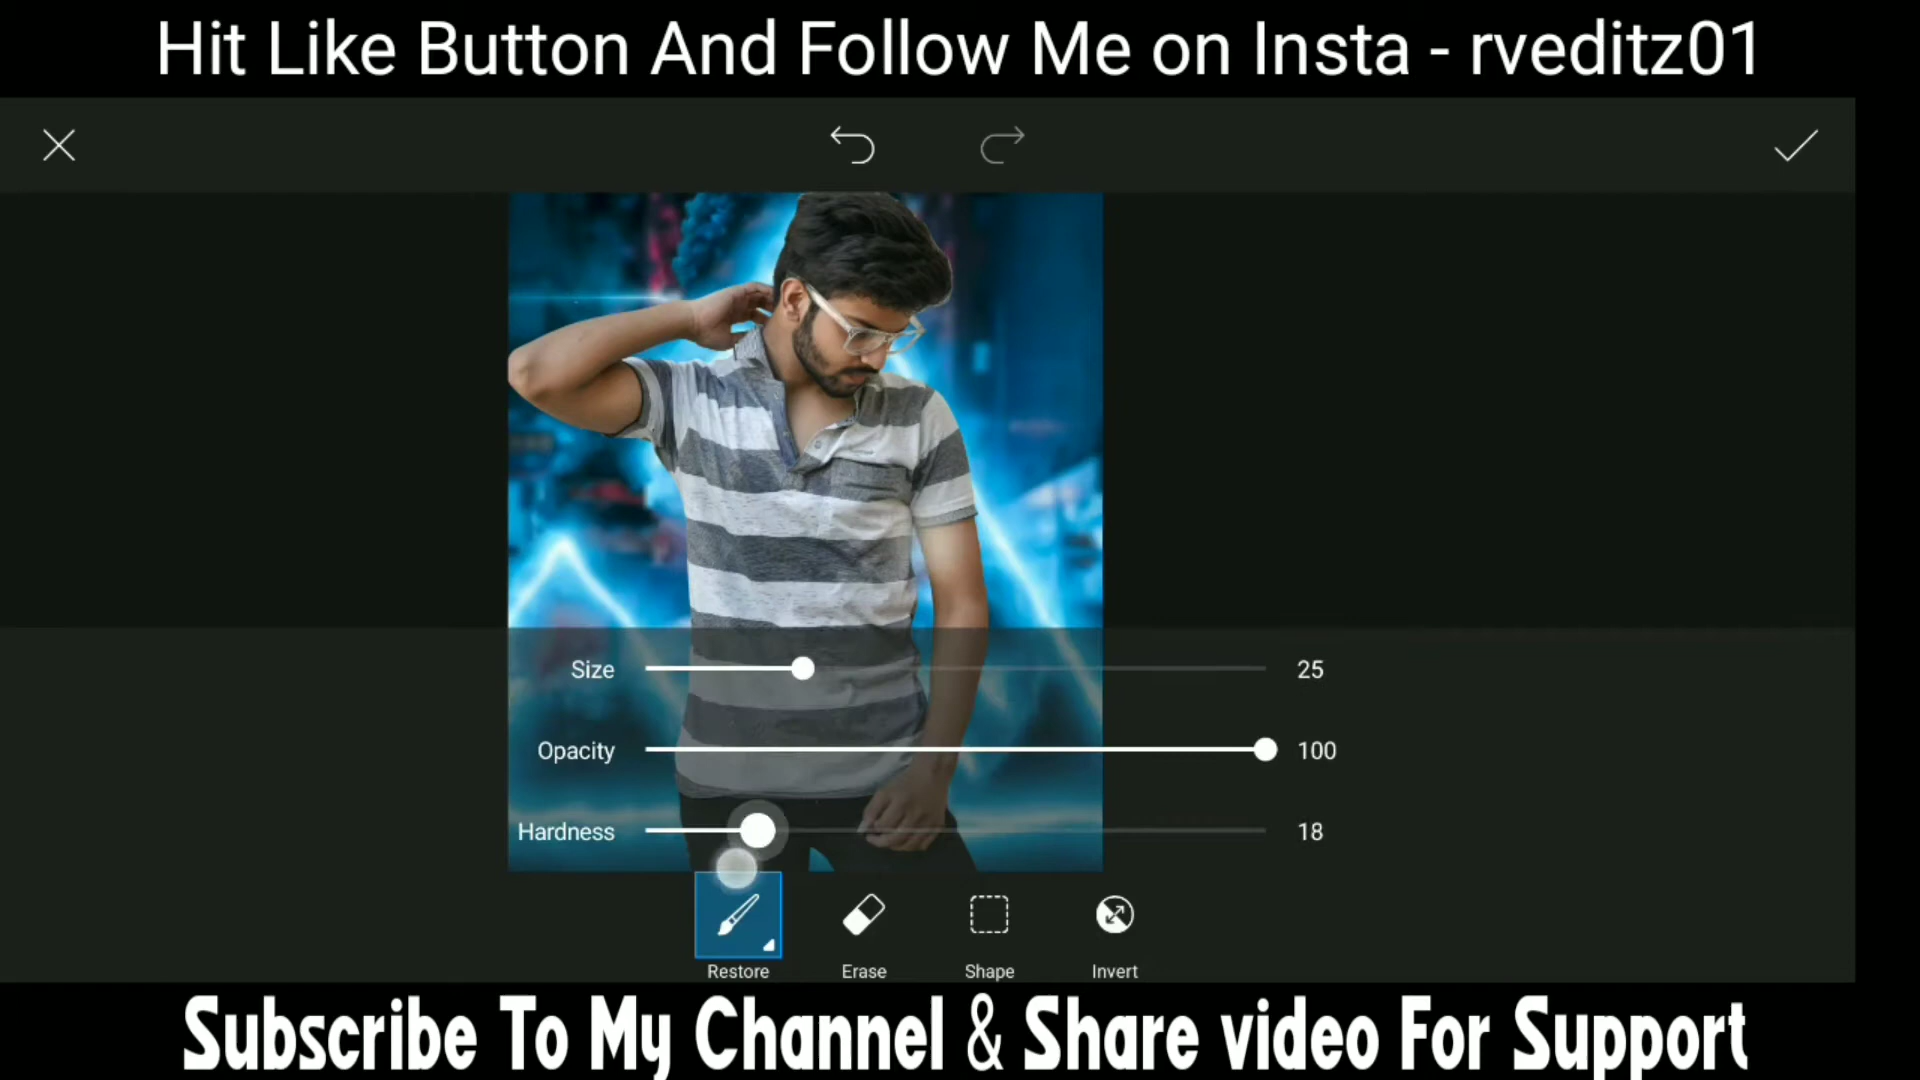 Hit Like Button And Follow Me on Insta - rveditz01
Size 25
Opacity 100
Hardness 18
Restore Erase Shape Invert
Subscribe To My Channel & Share video For Support